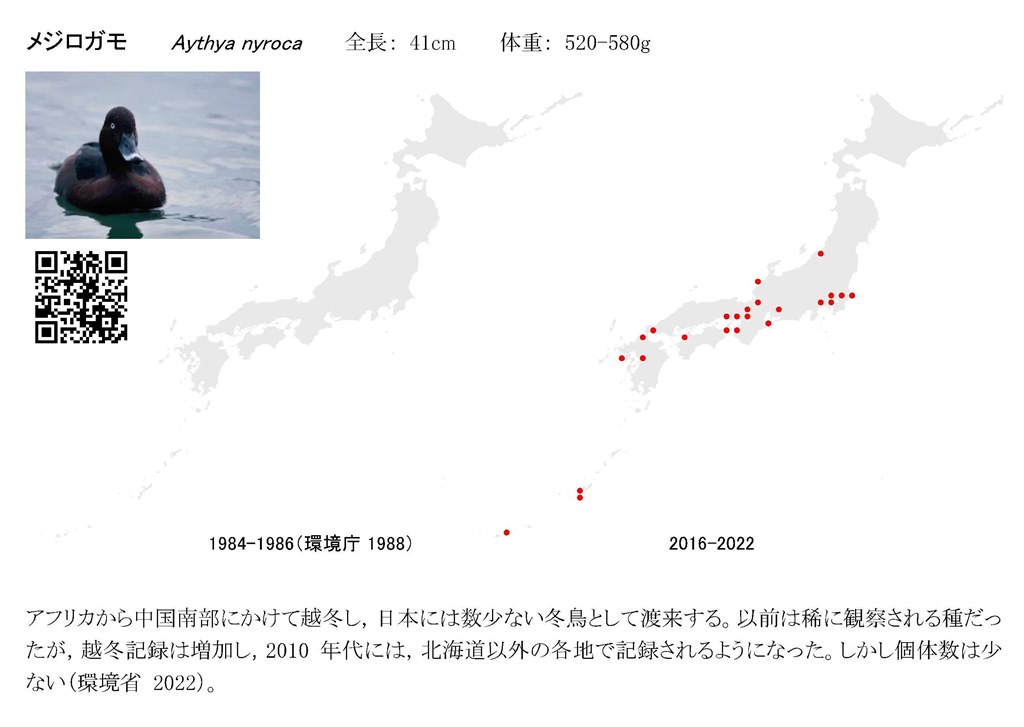 メジロガモ Aythya nyroca 全長： 41cm 体重： 520-580g
1984-1986（環境庁 1988）
2016-2022
アフリカから中国南部にかけて越冬し，日本には数少ない冬鳥として渡来する。以前は稀に観察される種だっ
たが，越冬記録は増加し，2010 年代には，北海道以外の各地で記録されるようになった。しかし個体数は少
ない（環境省 2022）。